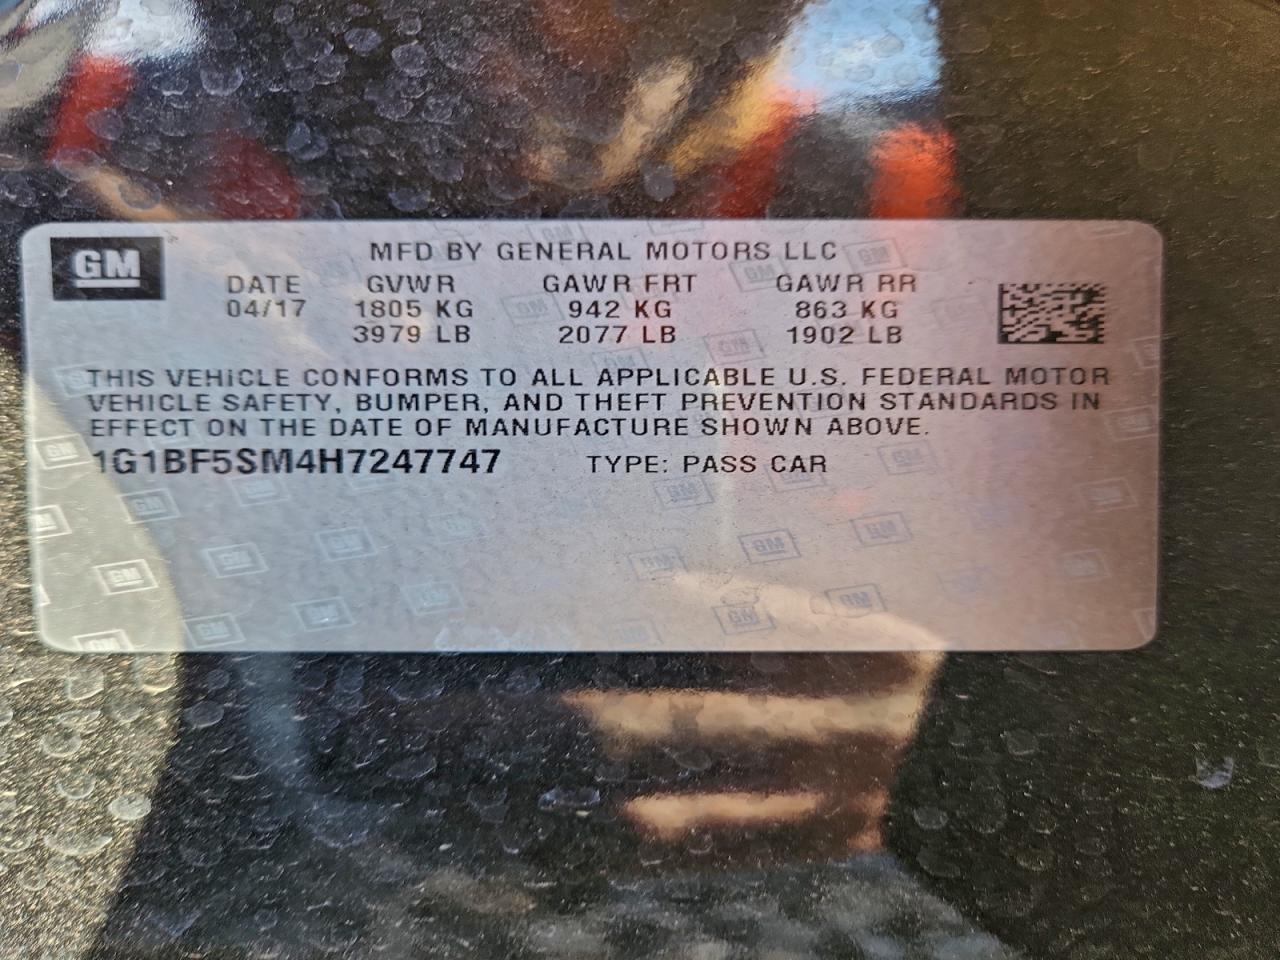 GM
MFD BY GENERAL MOTORS LLC
DATE GVWR GAWR FRT GAWR RR
04/17 1805 KG 942 KG 863 KG
3979 LB 2077 LB 1902 LB
THIS VEHICLE CONFORMS TO ALL APPLICABLE U.S. FEDERAL MOTOR
VEHICLE SAFETY, BUMPER, AND THEFT PREVENTION STANDARDS IN
EFFECT ON THE DATE OF MANUFACTURE SHOWN ABOVE.
1G1BF5SM4H7247747 TYPE: PASS CAR